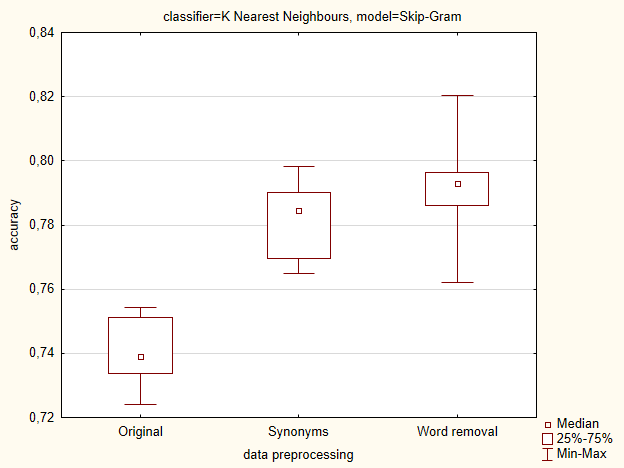 classifier=K Nearest Neighbours, model=Skip-Gram
0,84
0,82
0,80
0,78
0,76
0,74
0,72
accuracy
Original Synonyms Word removal
data preprocessing
Median
25%-75%
Min-Max